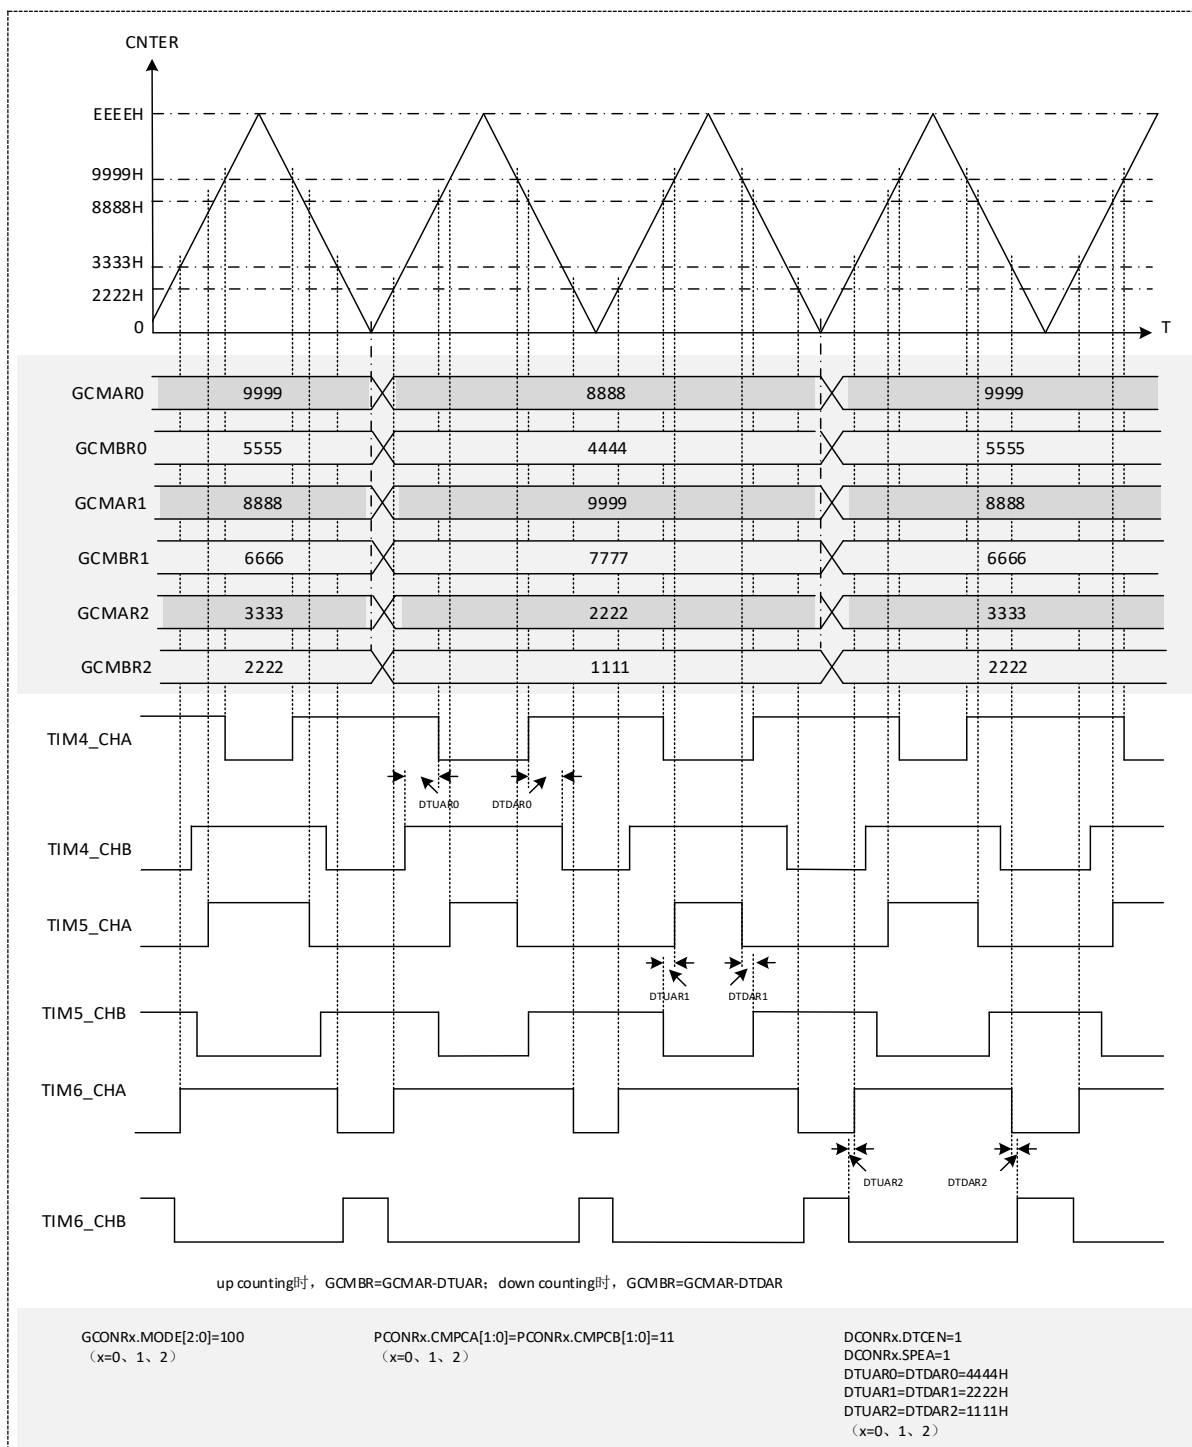 CNTER
EEEEH
9999H
8888H
3333H
2222H
0
T
GCMAR0 9999 8888 9999
GCMBR0 5555 4444 5555
GCMAR1 8888 9999 8888
GCMBR1 6666 7777 6666
GCMAR2 3333 2222 3333
GCMBR2 2222 1111 2222
TIM4_CHA
DTUAR0 DTDAR0
TIM4_CHB
TIM5_CHA
DTUAR1 DTDAR1
TIM5_CHB
TIM6_CHA
DTUAR2 DTDAR2
TIM6_CHB
up counting时，GCMBR=GCMAR-DTUAR；down counting时，GCMBR=GCMAR-DTDAR
GCONRx.MODE[2:0]=100
（x=0、1、2）
PCONRx.CMPCA[1:0]=PCONRx.CMPCB[1:0]=11
（x=0、1、2）
DCONRx.DTCEN=1
DCONRx.SPEA=1
DTUAR0=DTDAR0=4444H
DTUAR1=DTDAR1=2222H
DTUAR2=DTDAR2=1111H
（x=0、1、2）